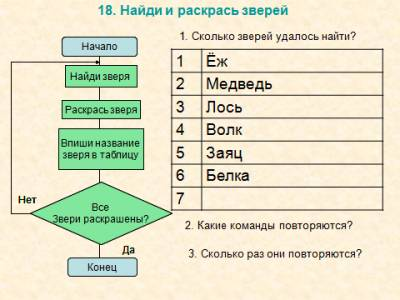 18. Найди и раскрась зверей
Начало
Найди зверя
Раскрась зверя
Впиши название
зверя в таблицу
Нет
Все
Звери раскрашены?
Да
Конец
1. Сколько зверей удалось найти?
1 Ёж
2 Медведь
3 Лось
4 Волк
5 Заяц
6 Белка
7
2. Какие команды повторяются?
3. Сколько раз они повторяются?